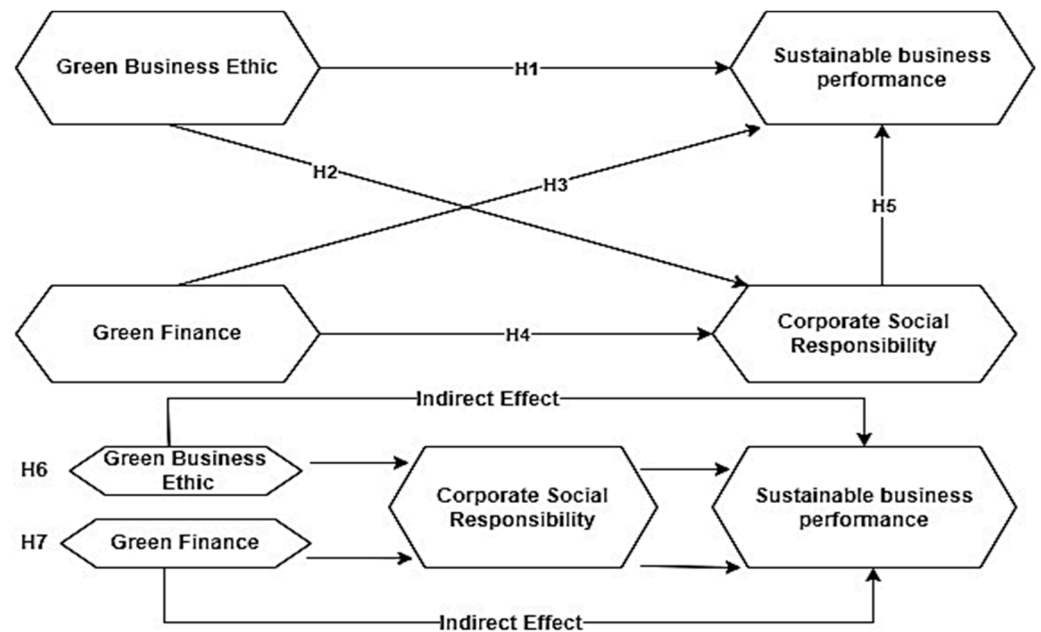 Green Business Ethic
H1
Sustainable business
performance
H2
H3
H5
Green Finance
H4
Corporate Social
Responsibility
Indirect Effect
H6
Green Business
Ethic
Corporate Social
Responsibility
Sustainable business
performance
H7
Green Finance
Indirect Effect